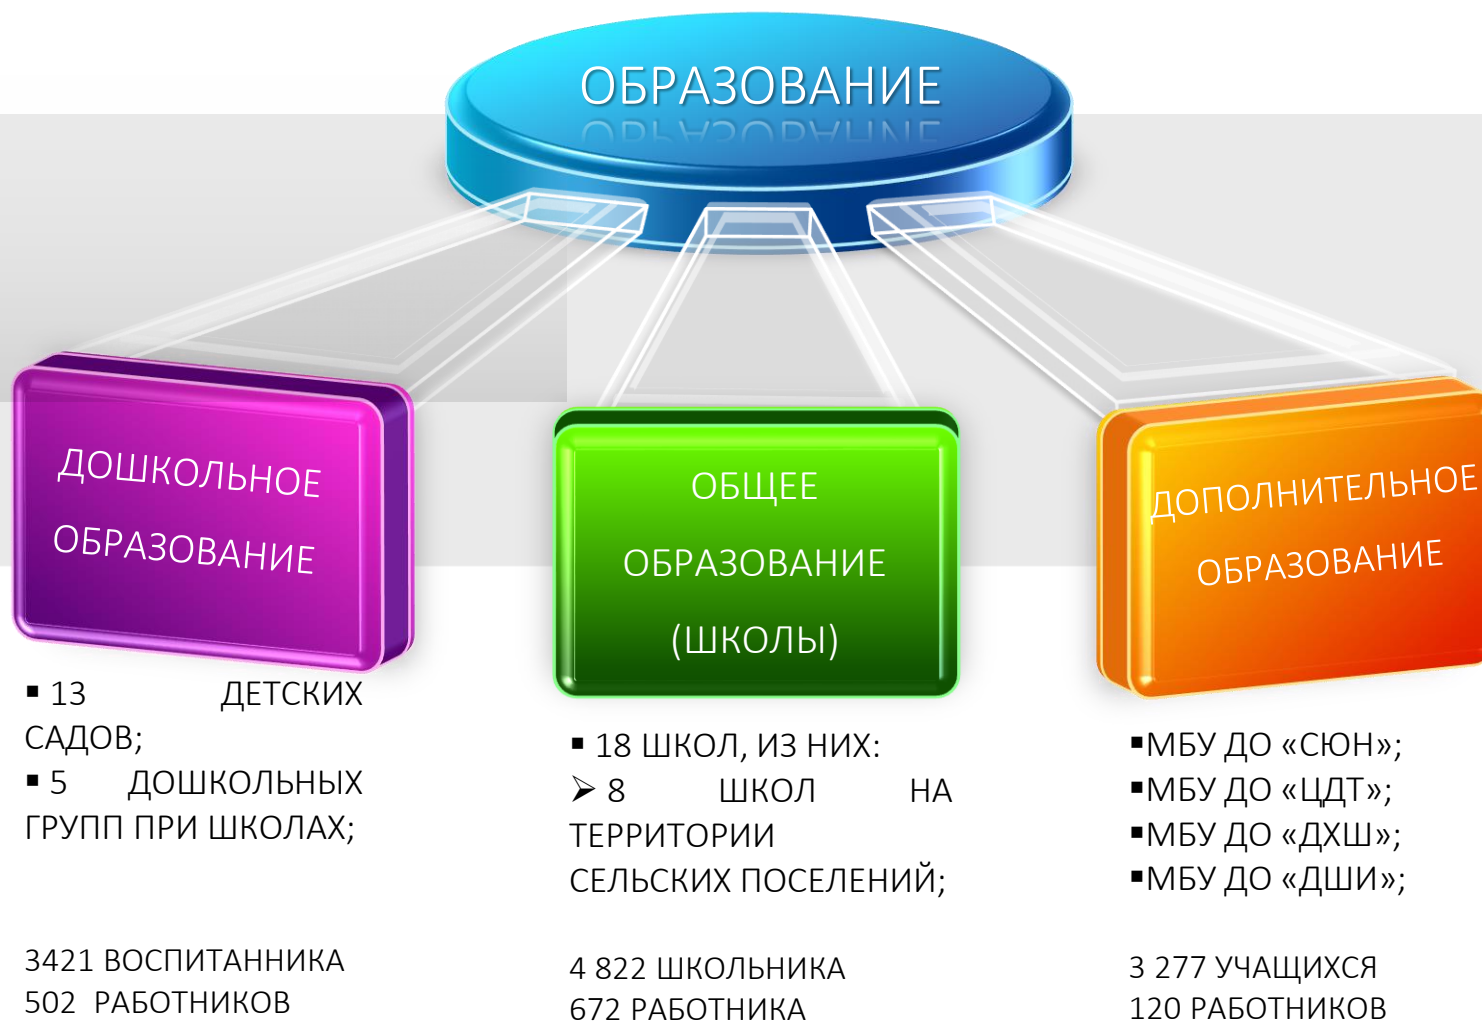 ОБРАЗОВАНИЕ
ДОШКОЛЬНОЕ
ОБРАЗОВАНИЕ
▪ 13 ДЕТСКИХ
САДОВ;
▪ 5 ДОШКОЛЬНЫХ
ГРУПП ПРИ ШКОЛАХ;
3421 ВОСПИТАННИКА
502 РАБОТНИКОВ
ОБЩЕЕ
ОБРАЗОВАНИЕ
(ШКОЛЫ)
▪ 18 ШКОЛ, ИЗ НИХ:
➢ 8 ШКОЛ НА
ТЕРРИТОРИИ
СЕЛЬСКИХ ПОСЕЛЕНИЙ;
4 822 ШКОЛЬНИКА
672 РАБОТНИКА
ДОПОЛНИТЕЛЬНОЕ
ОБРАЗОВАНИЕ
▪МБУ ДО «СЮН»;
▪МБУ ДО «ЦДТ»;
▪МБУ ДО «ДХШ»;
▪МБУ ДО «ДШИ»;
3 277 УЧАЩИХСЯ
120 РАБОТНИКОВ